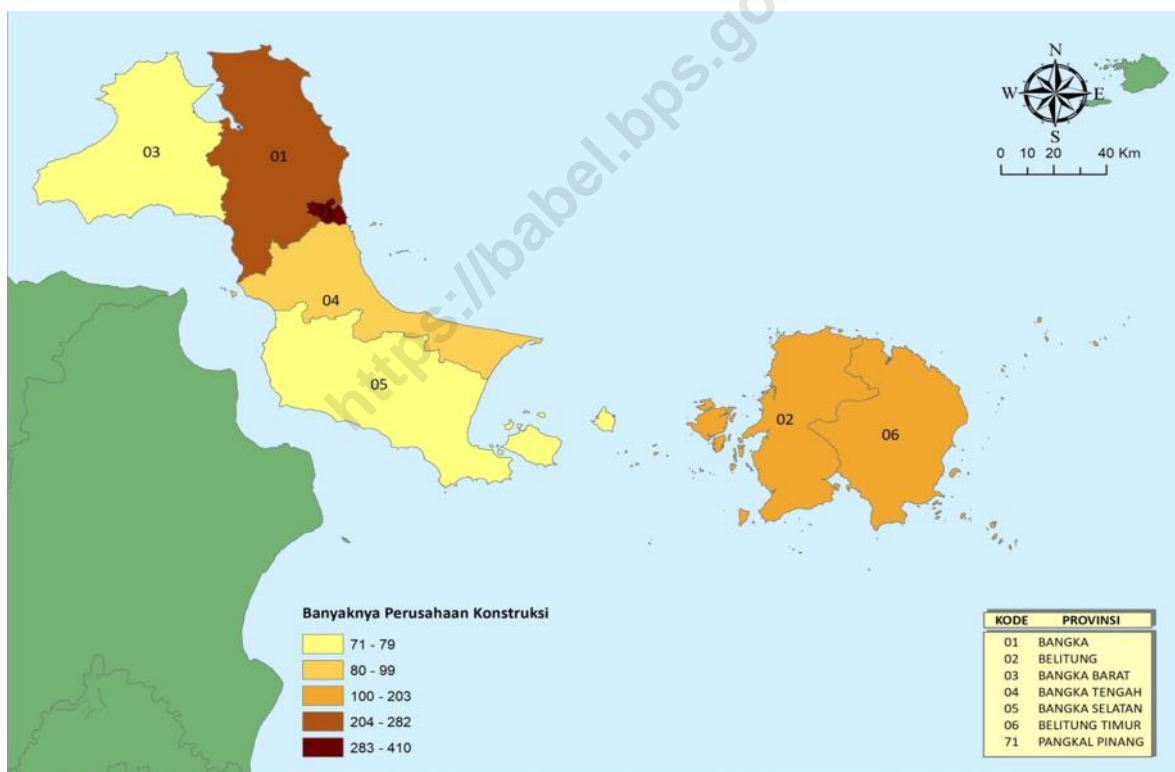 https://babel.bps.go
N
W E
S
0 10 20 40 Km
03
01
04
05
02
06
Banyaknya Perusahaan Konstruksi
71 - 79
80 - 99
100 - 203
204 - 282
283 - 410
KODE PROVINSI
01 BANGKA
02 BELITUNG
03 BANGKA BARAT
04 BANGKA TENGAH
05 BANGKA SELATAN
06 BELITUNG TIMUR
71 PANGKAL PINANG